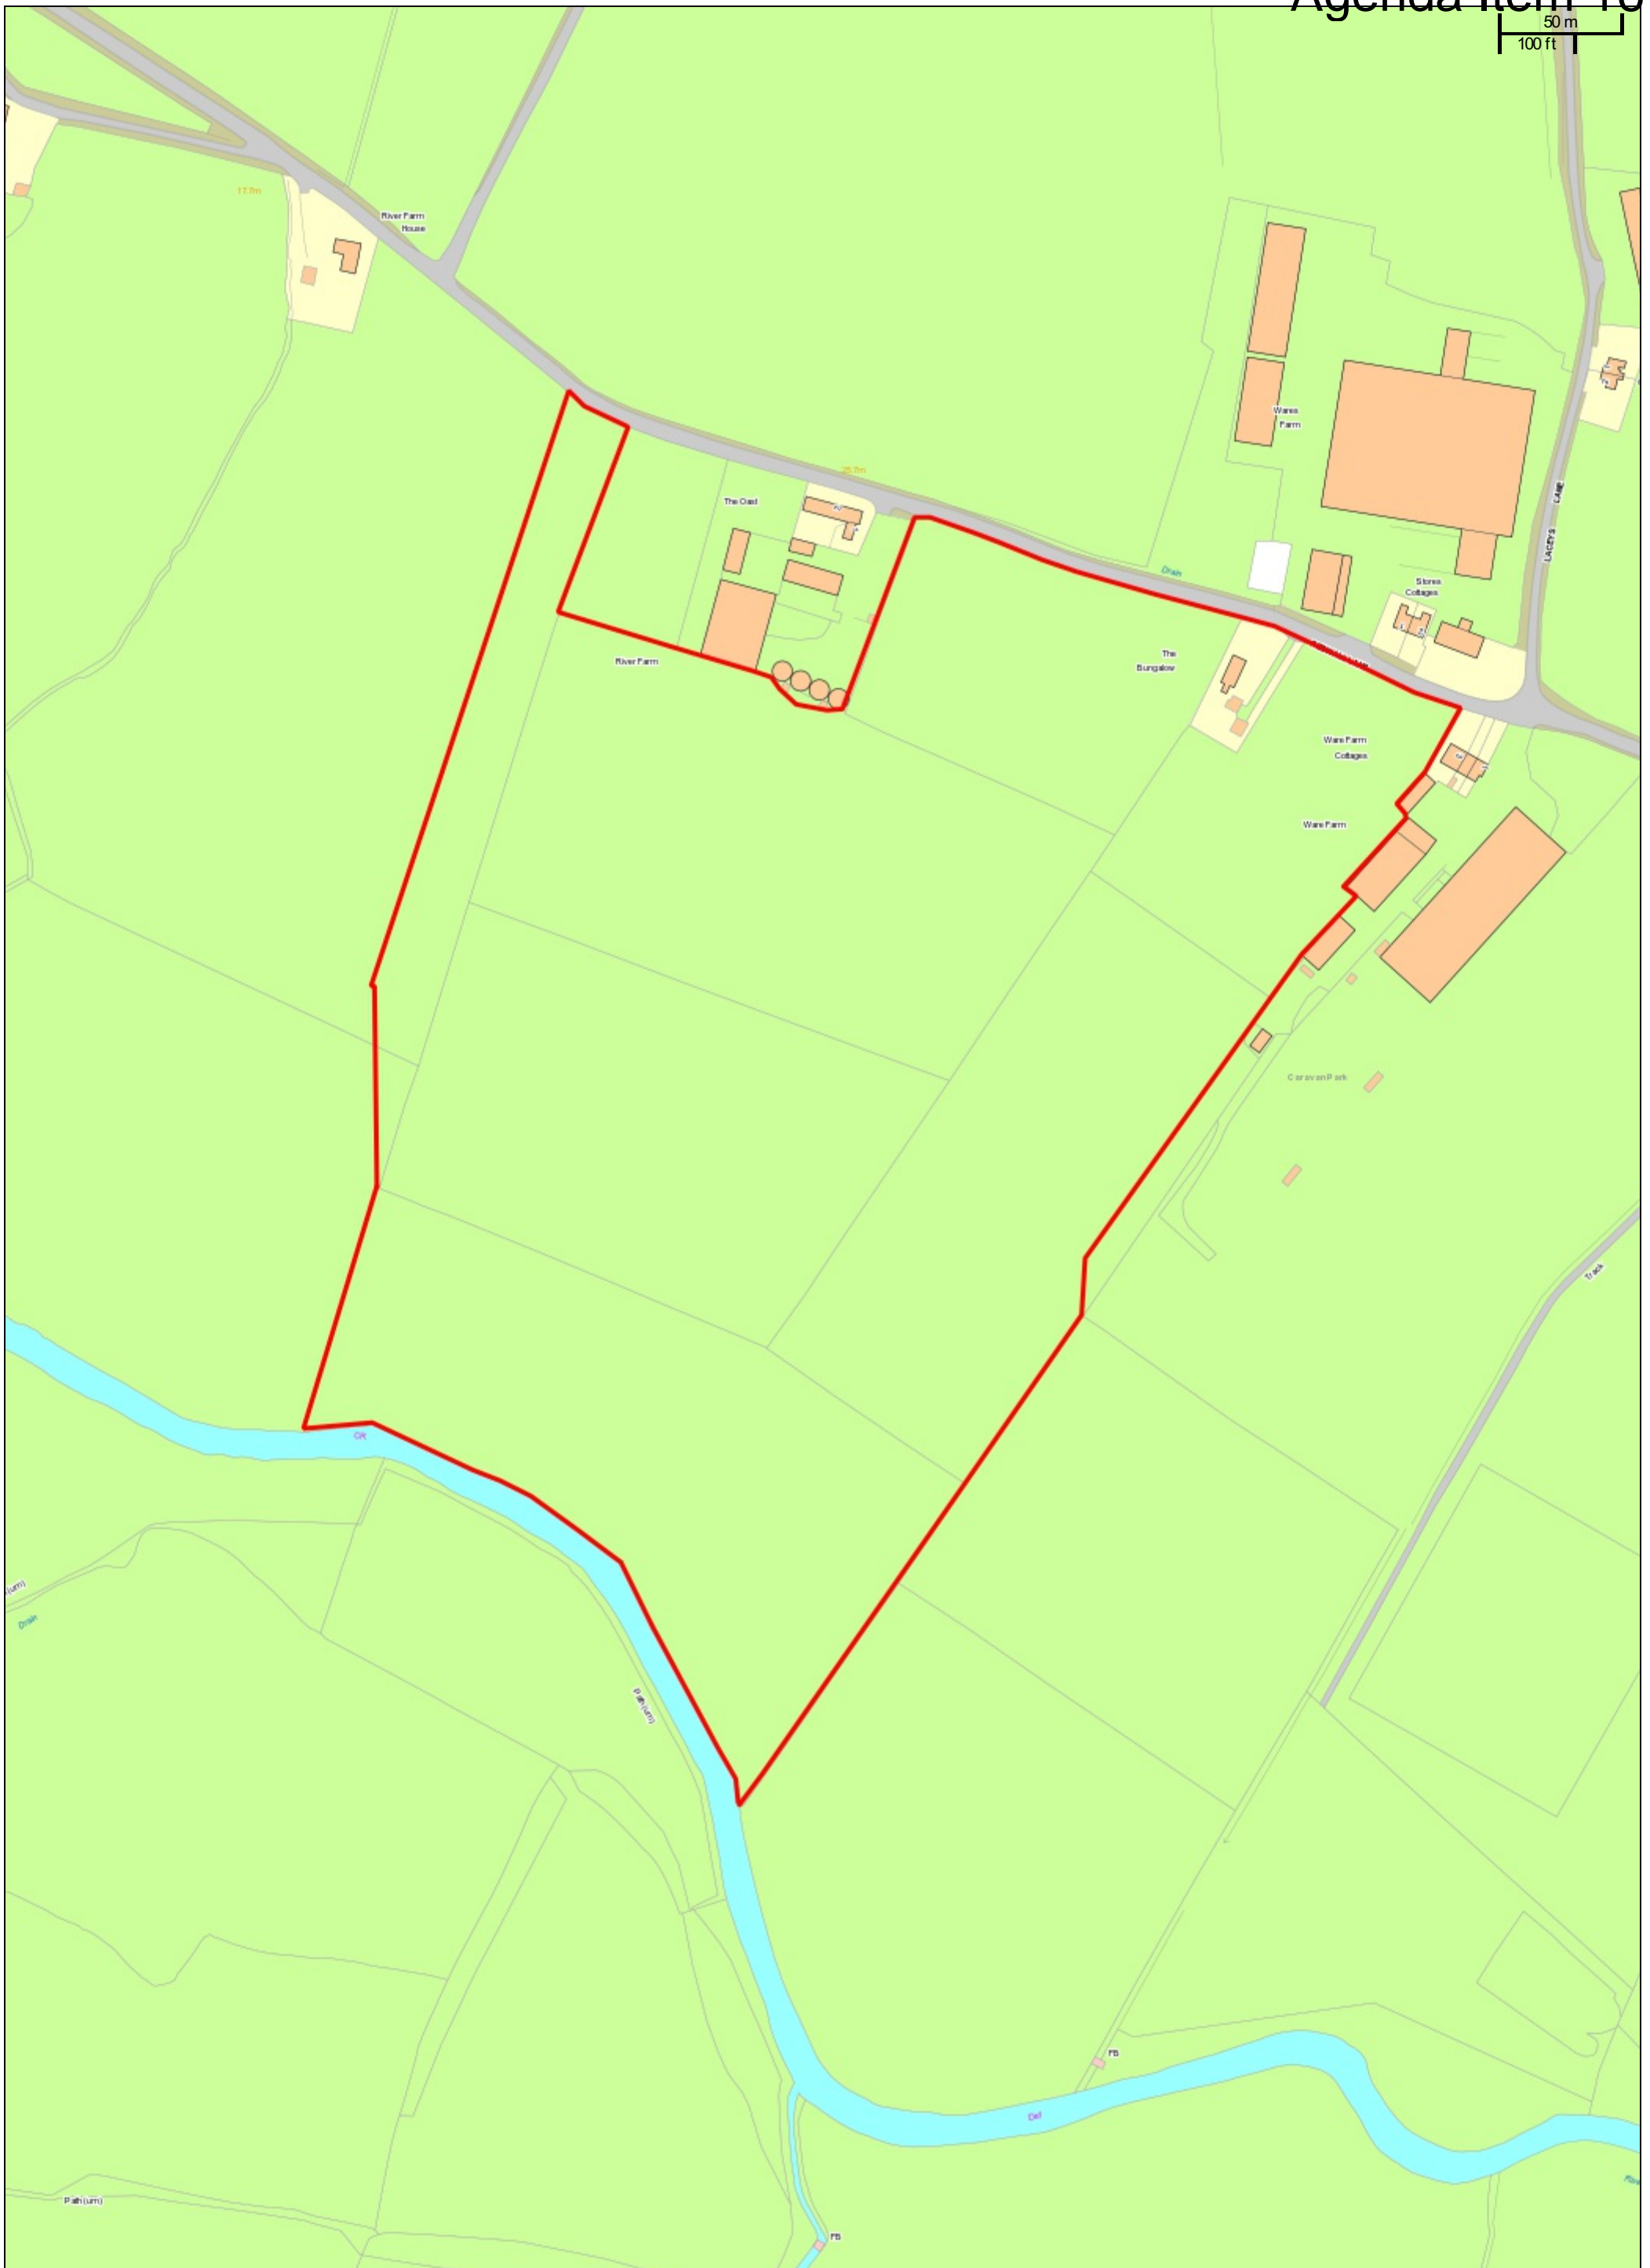 Agenda Item 10
50 m
100 ft
17.7m
River Farm
House
Wares
Farm
25.7m
The Oast
LACEYS LANE
Drain
Stores
Cottages
The
Bungalow
River Farm
Ware Farm
Cottages
Ware Farm
Caravan Park
Track
CR
Path (um)
(um)
Drain
FB
Def
Path (um)
FB